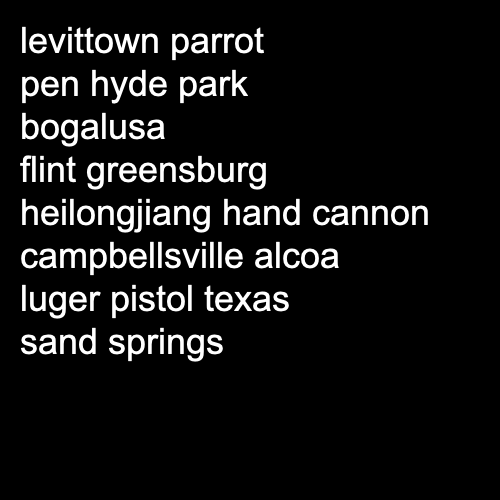 levittown parrot
pen hyde park
bogalusa
flint greensburg
heilongjiang hand cannon
campbellsville alcoa
luger pistol texas
sand springs